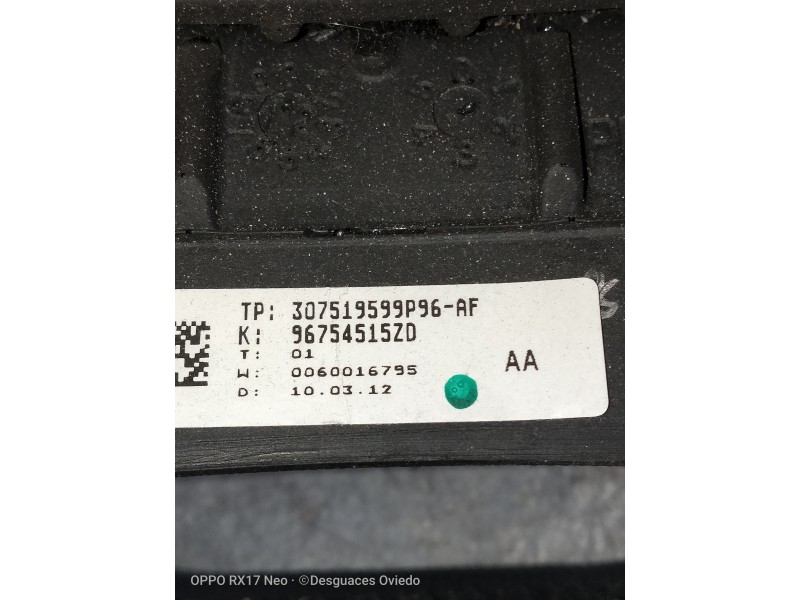 TP: 307519599P96-AF
K: 96754515ZD
T: 01
W: 0060016795
D: 10.03.12
AA
OPPO RX17 Neo · ©Desguaces Oviedo